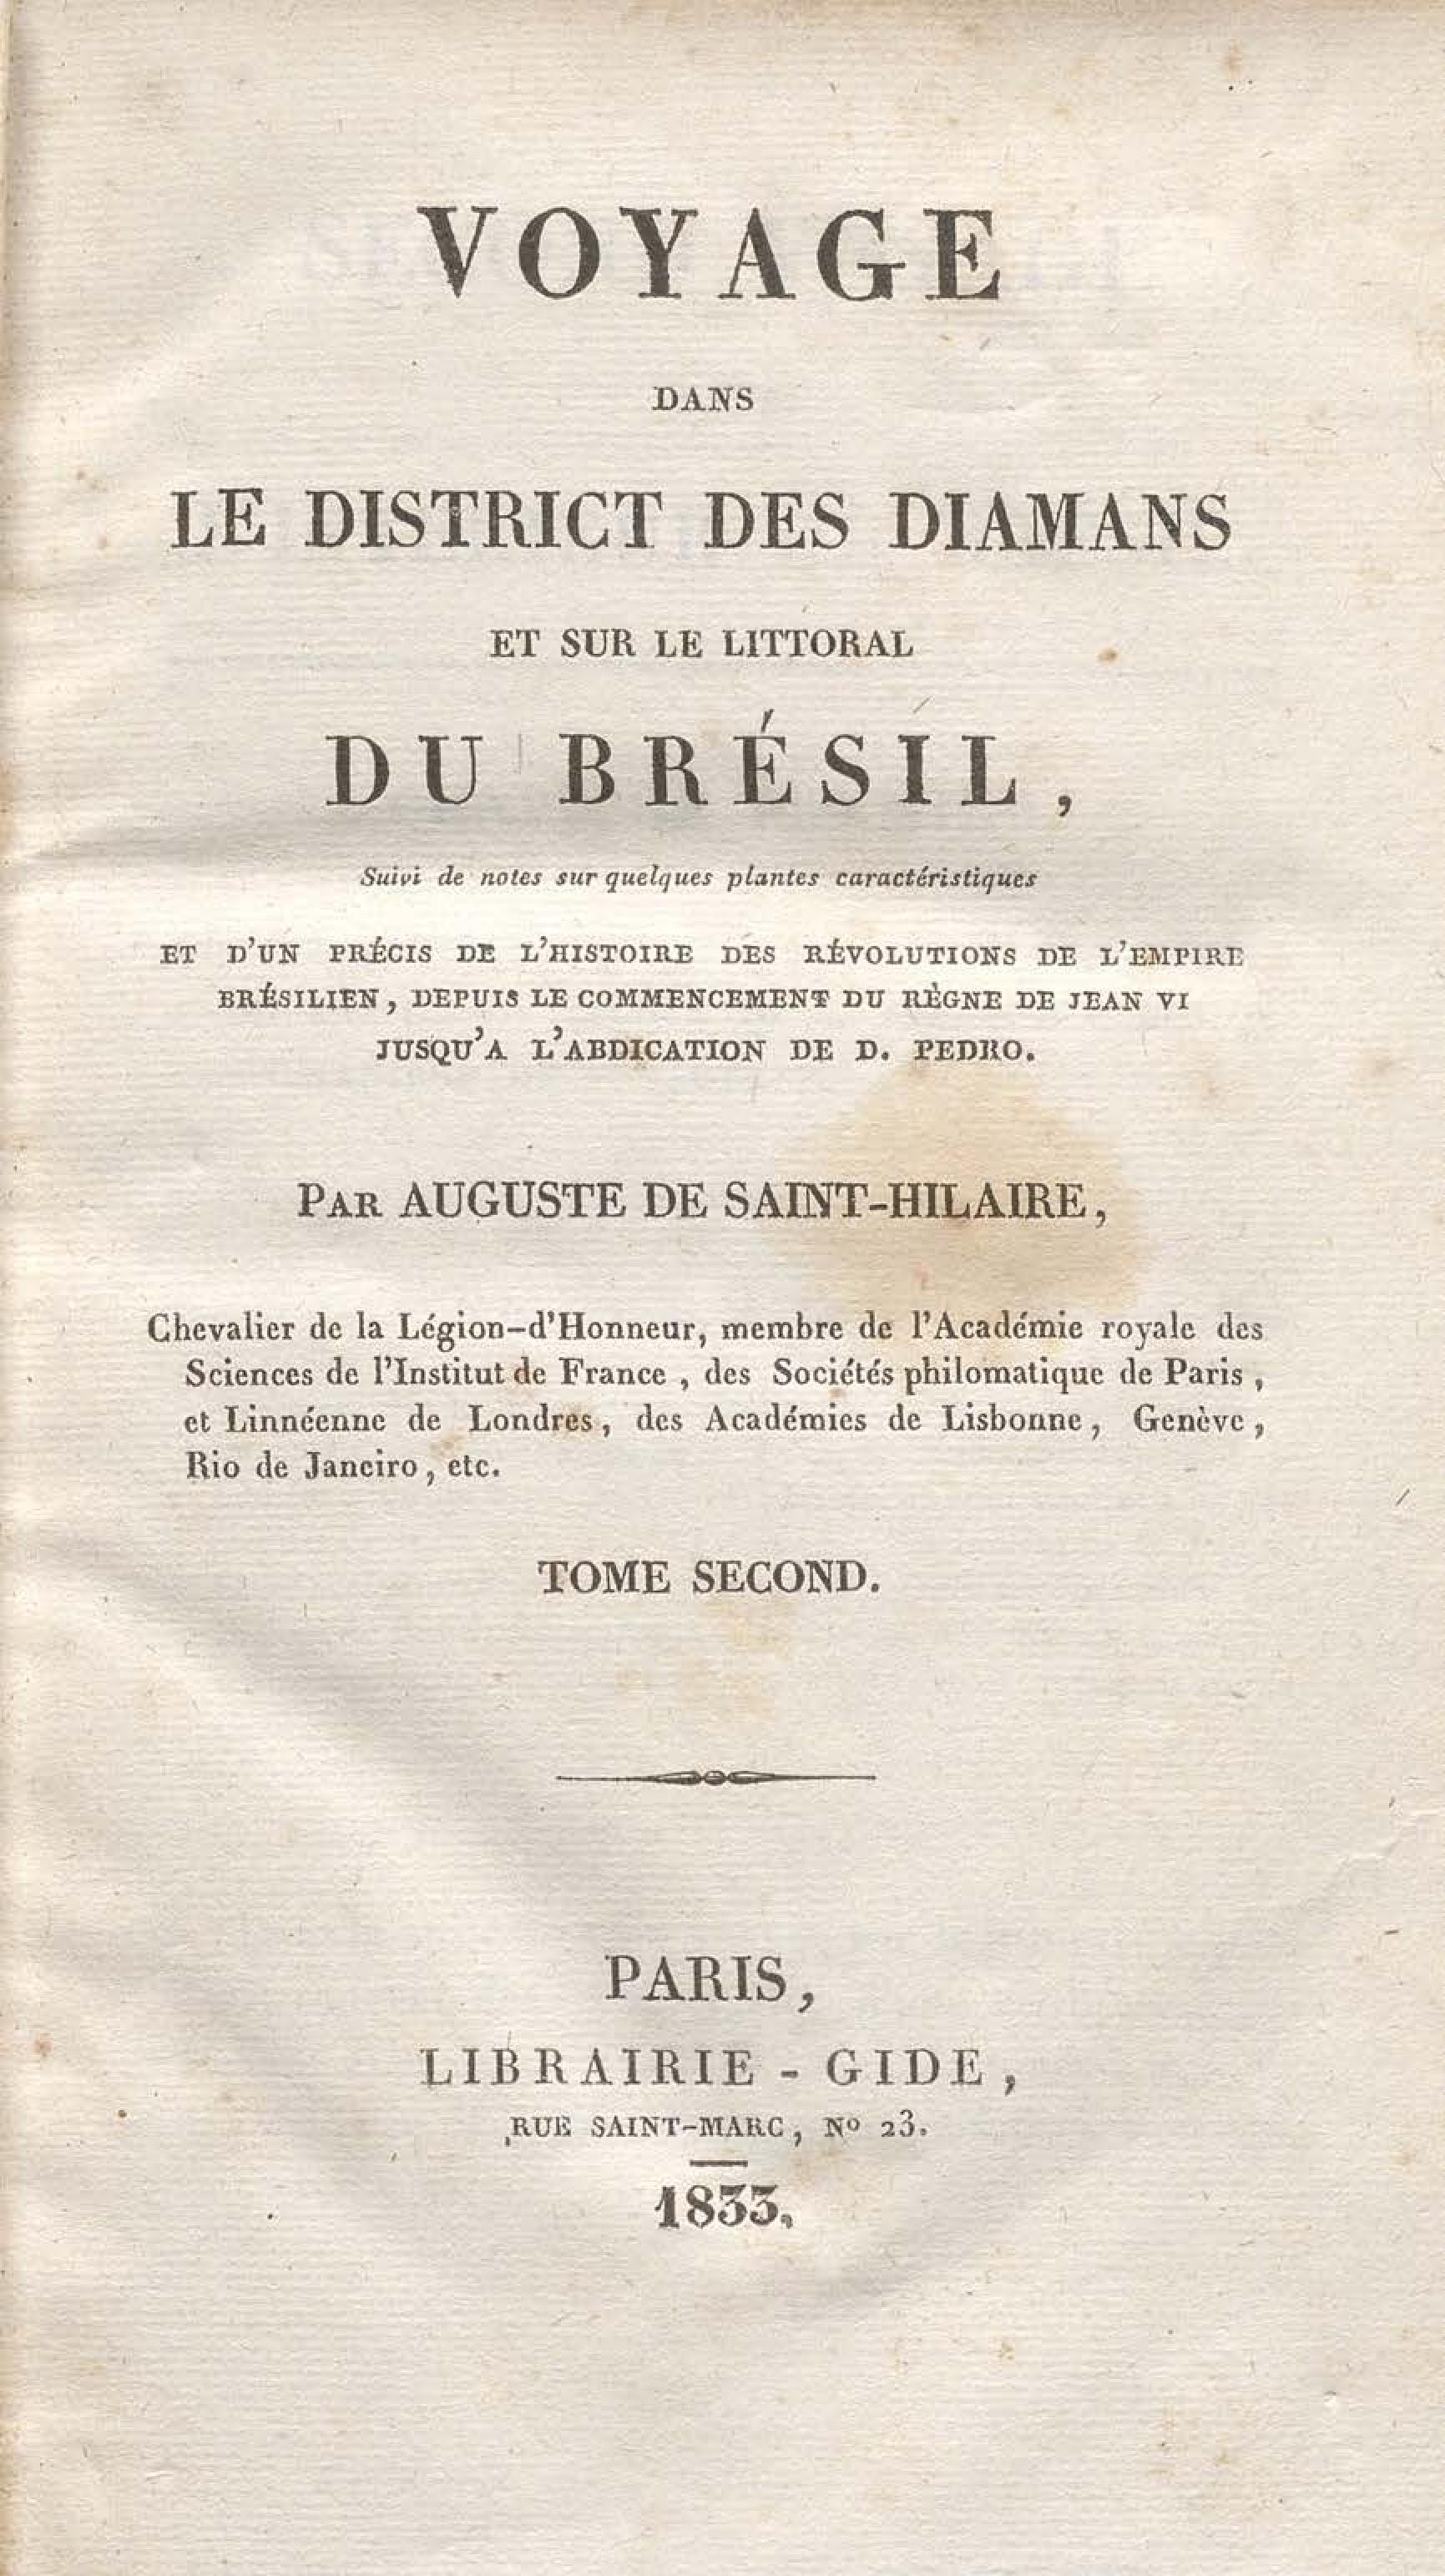 VOYAGE
DANS
LE DISTRICT DES DIAMANS
ET SUR LE LITTORAL
DU BRÉSIL,
Suivi de notes sur quelques plantes caractéristiques
ET D'UN PRÉCIS DE L'HISTOIRE DES RÉVOLUTIONS DE L'EMPIRE
BRÉSILIEN, DEPUIS LE COMMENCEMENT DU RÈGNE DE JEAN VI
JUSQU'A L'ABDICATION DE D. PEDRO.
PAR AUGUSTE DE SAINT-HILAIRE,
Chevalier de la Légion-d'Honneur, membre de l'Académie royale des
Sciences de l'Institut de France, des Sociétés philomatique de Paris,
et Linnéenne de Londres, des Académies de Lisbonne, Genève,
Rio de Janeiro, etc.
TOME SECOND.
PARIS,
LIBRAIRIE-GIDE,
RUE SAINT-MARC, Nº 23.
1833.